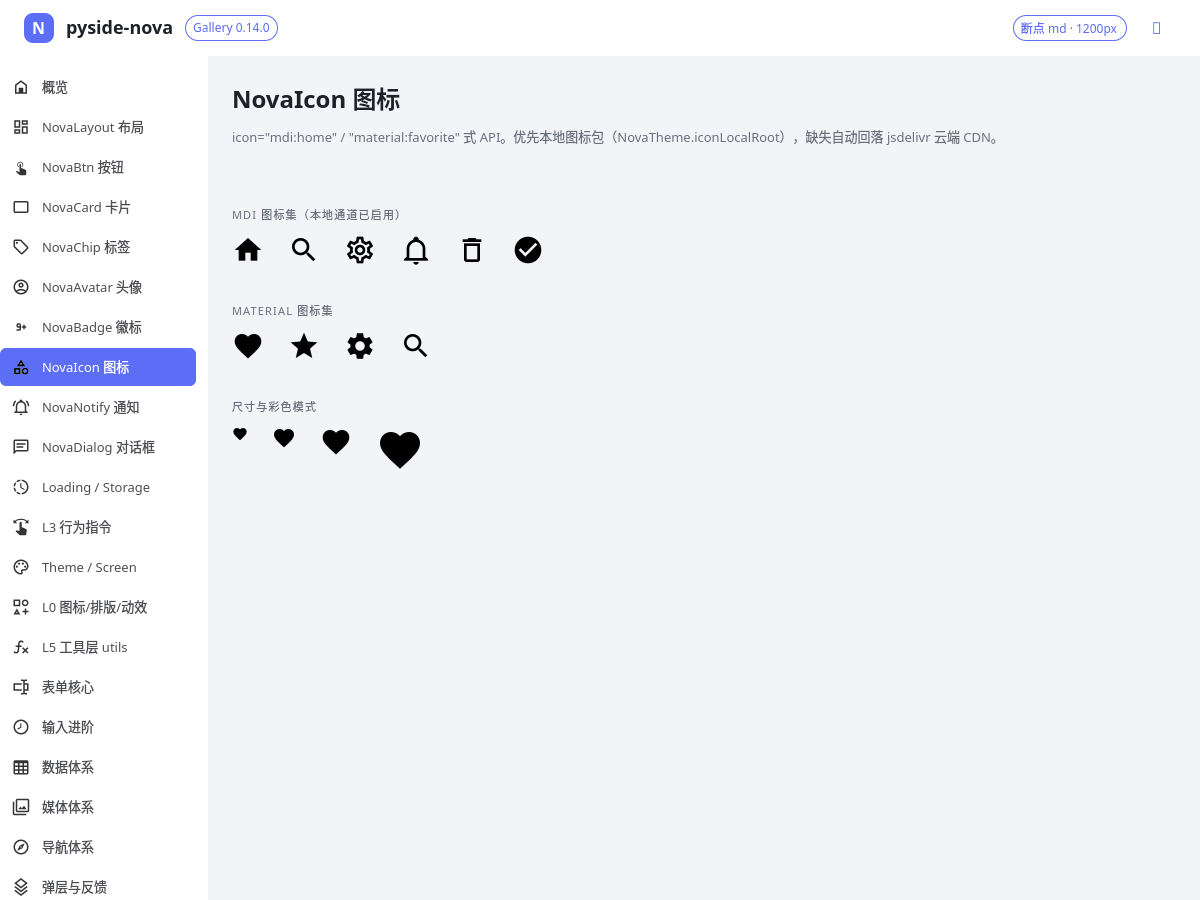 N pyside-nova Gallery 0.14.0 断点 md · 1200px
概览
NovaLayout 布局
NovaBtn 按钮
NovaCard 卡片
NovaChip 标签
NovaAvatar 头像
9+ NovaBadge 徽标
NovaIcon 图标
NovaNotify 通知
NovaDialog 对话框
Loading / Storage
L3 行为指令
Theme / Screen
L0 图标/排版/动效
L5 工具层 utils
表单核心
输入进阶
数据体系
媒体体系
导航体系
弹层与反馈
NovaIcon 图标
icon="mdi:home" / "material:favorite" 式 API。优先本地图标包（NovaTheme.iconLocalRoot），缺失自动回落 jsdelivr 云端 CDN。
MDI 图标集（本地通道已启用）
MATERIAL 图标集
尺寸与彩色模式